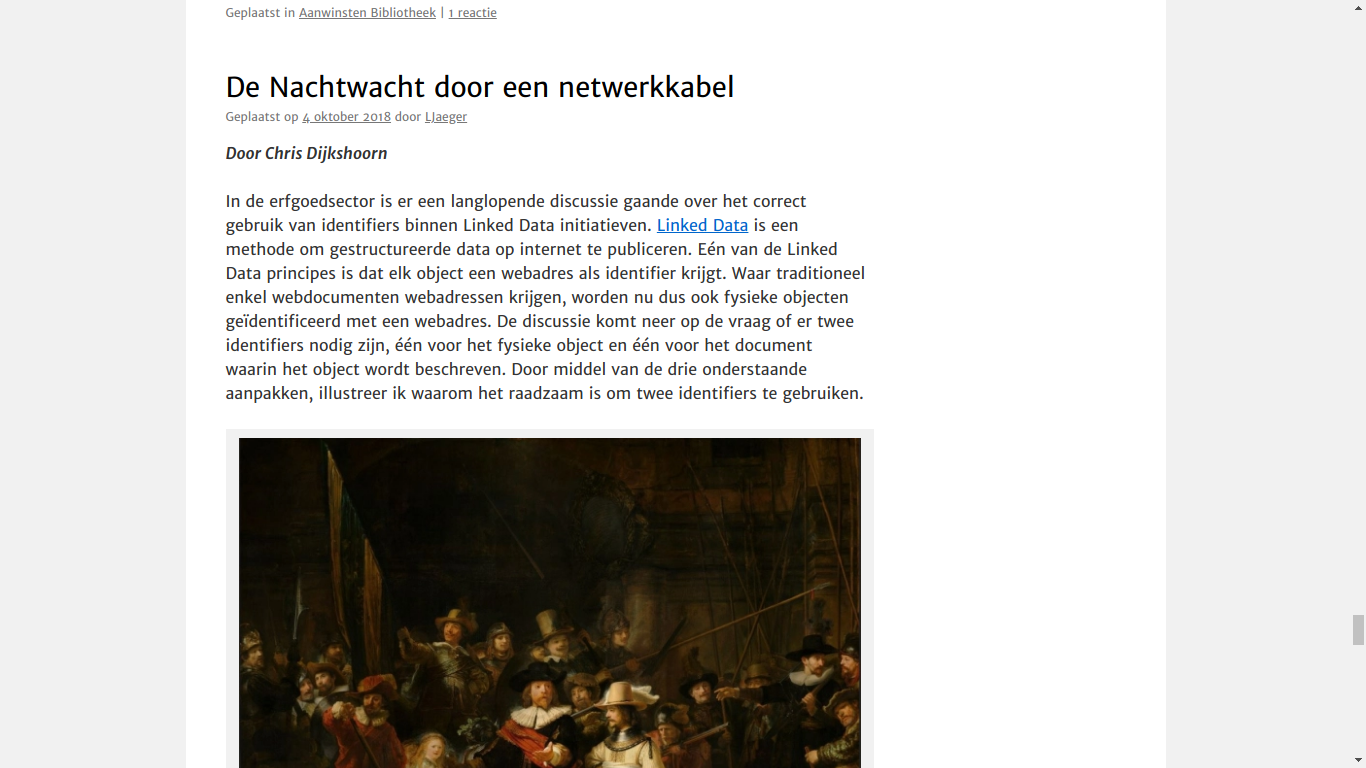 Geplaatst in Aanwinsten Bibliotheek | 1 reactie
De Nachtwacht door een netwerkkabel
Geplaatst op 4 oktober 2018 door LJaeger
Door Chris Dijkshoorn
In de erfgoedsector is er een langlopende discussie gaande over het correct
gebruik van identifiers binnen Linked Data initiatieven. Linked Data is een
methode om gestructureerde data op internet te publiceren. Eén van de Linked
Data principes is dat elk object een webadres als identifier krijgt. Waar traditioneel
enkel webdocumenten webadressen krijgen, worden nu dus ook fysieke objecten
geïdentificeerd met een webadres. De discussie komt neer op de vraag of er twee
identifiers nodig zijn, één voor het fysieke object en één voor het document
waarin het object wordt beschreven. Door middel van de drie onderstaande
aanpakken, illustreer ik waarom het raadzaam is om twee identifiers te gebruiken.